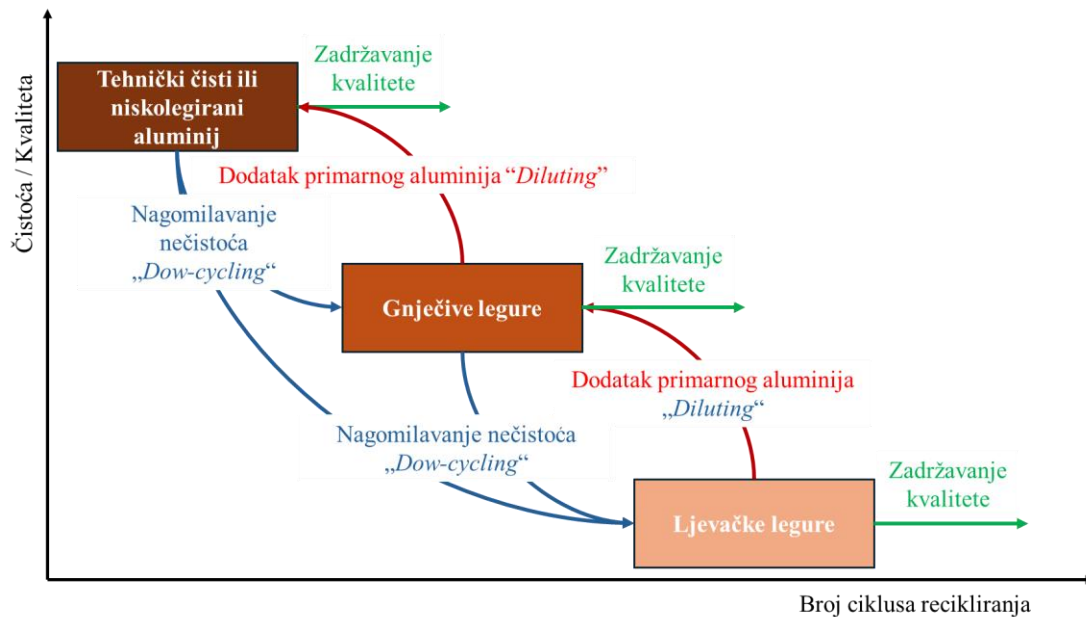 Čistoća / Kvaliteta
Tehnički čisti ili
niskolegirani
aluminij
Zadržavanje
kvalitete
Dodatak primarnog aluminija “Diluting”
Nagomilavanje
nečistoća
„Dow-cycling“
Gnječive legure
Zadržavanje
kvalitete
Dodatak primarnog aluminija
„Diluting“
Nagomilavanje nečistoća
„Dow-cycling“
Ljevačke legure
Zadržavanje
kvalitete
Broj ciklusa recikliranja